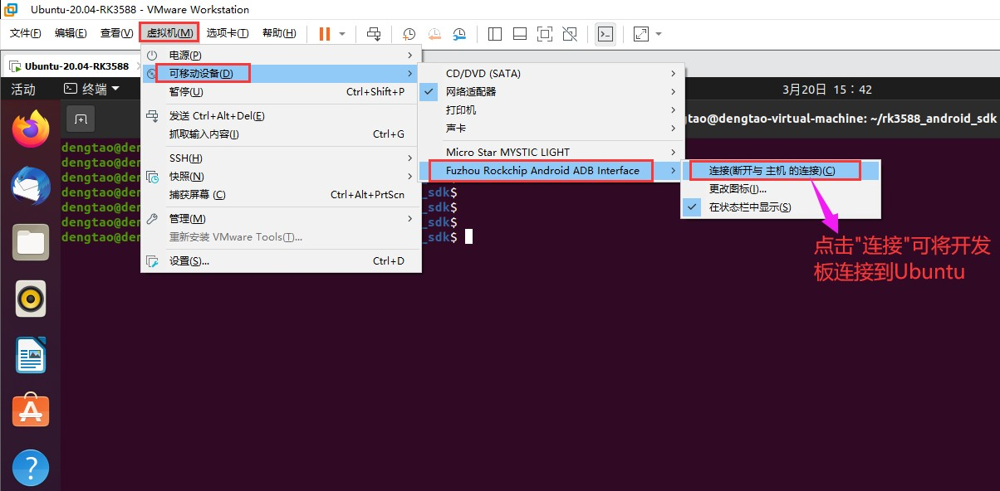 Ubuntu-20.04-RK3588 - VMware Workstation
文件(F) 编辑(E) 查看(V) 虚拟机(M) 选项卡(T) 帮助(H)
Ubuntu-20.04-RK3588
活动 终端 3月20日 15：42
电源(P)
可移动设备(D)
暂停(U) Ctrl+Shift+P
发送 Ctrl+Alt+Del(E)
抓取输入内容(I) Ctrl+G
SSH(H)
快照(N)
捕获屏幕 (C) Ctrl+Alt+PrtScn
管理(M)
重新安装 VMware Tools(T)...
设置(S)... Ctrl+D
CD/DVD (SATA)
网络适配器
打印机
声卡
Micro Star MYSTIC LIGHT
Fuzhou Rockchip Android ADB Interface
连接(断开与 主机 的连接)(C)
更改图标(I)...
在状态栏中显示(S)
tao@dengtao-virtual-machine: ~/rk3588_android_sdk
dengtao@den
dengtao@den
dengtao@den
dengtao@den _sdk$
dengtao@den _sdk$
dengtao@den _sdk$
dengtao@den _sdk$
点击"连接"可将开发
板连接到Ubuntu